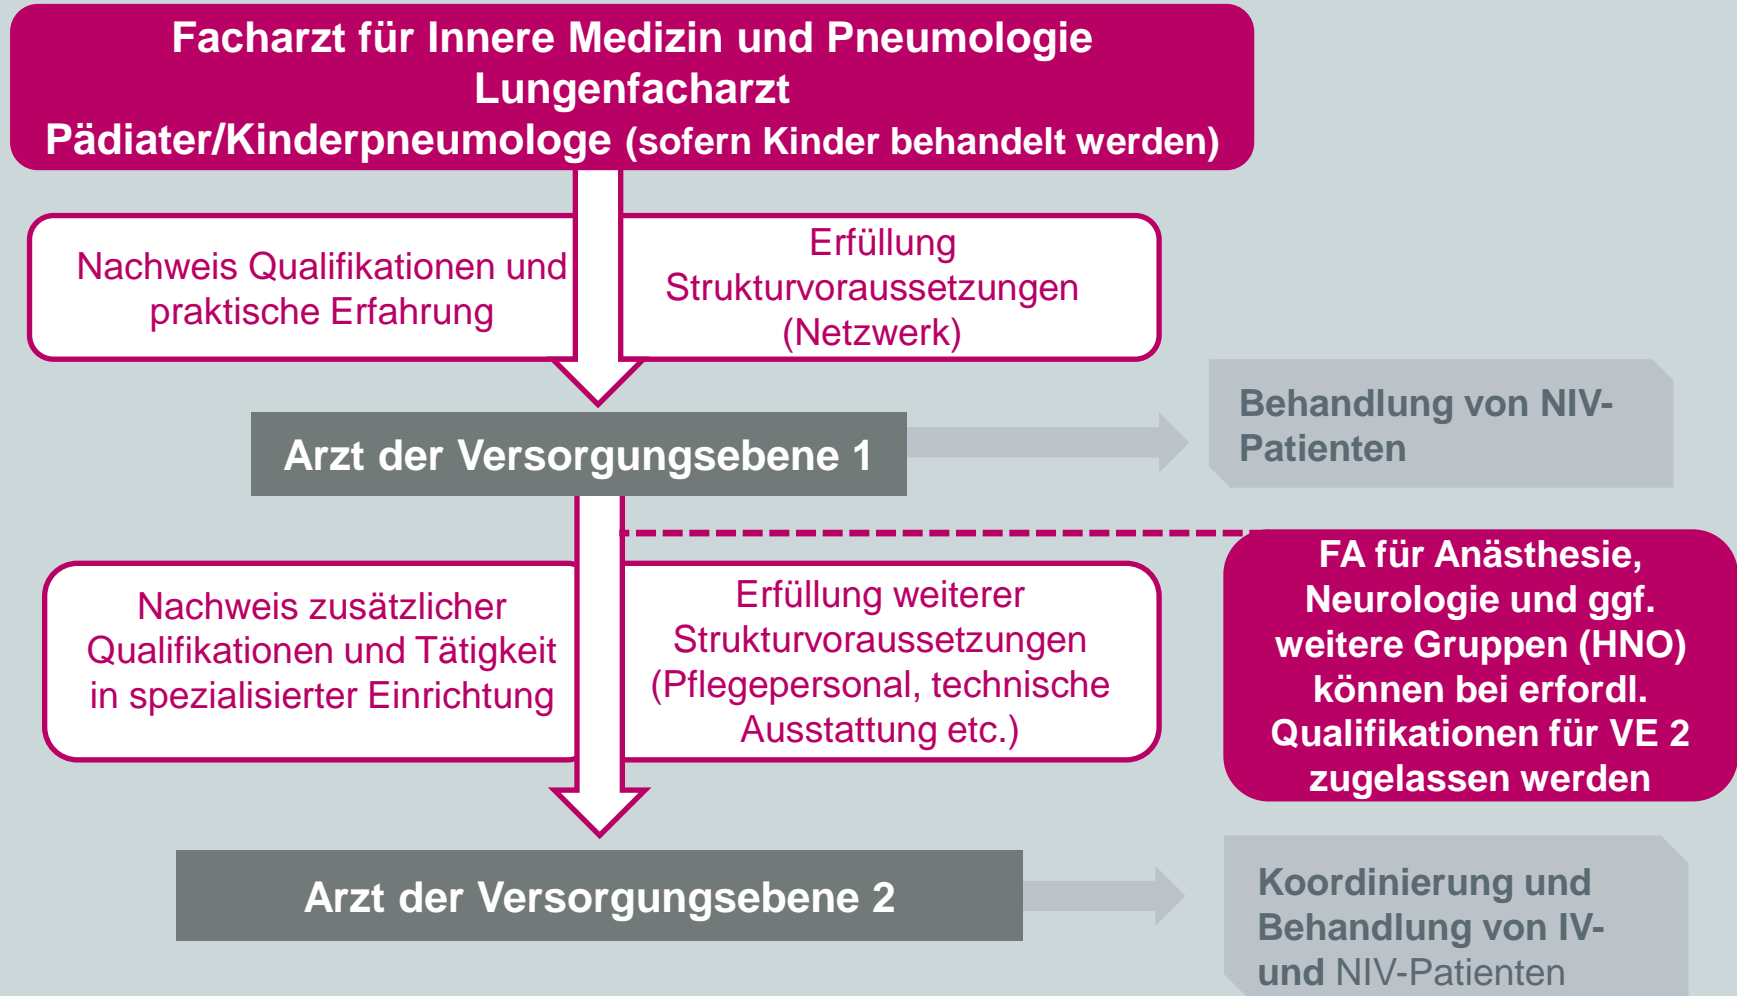 Facharzt für Innere Medizin und Pneumologie
Lungenfacharzt
Pädiater/Kinderpneumologe (sofern Kinder behandelt werden)
Nachweis Qualifikationen und
praktische Erfahrung
Erfüllung
Strukturvoraussetzungen
(Netzwerk)
Arzt der Versorgungsebene 1
Behandlung von NIV-
Patienten
Nachweis zusätzlicher
Qualifikationen und Tätigkeit
in spezialisierter Einrichtung
Erfüllung weiterer
Strukturvoraussetzungen
(Pflegepersonal, technische
Ausstattung etc.)
FA für Anästhesie,
Neurologie und ggf.
weitere Gruppen (HNO)
können bei erfordl.
Qualifikationen für VE 2
zugelassen werden
Arzt der Versorgungsebene 2
Koordinierung und
Behandlung von IV-
und NIV-Patienten